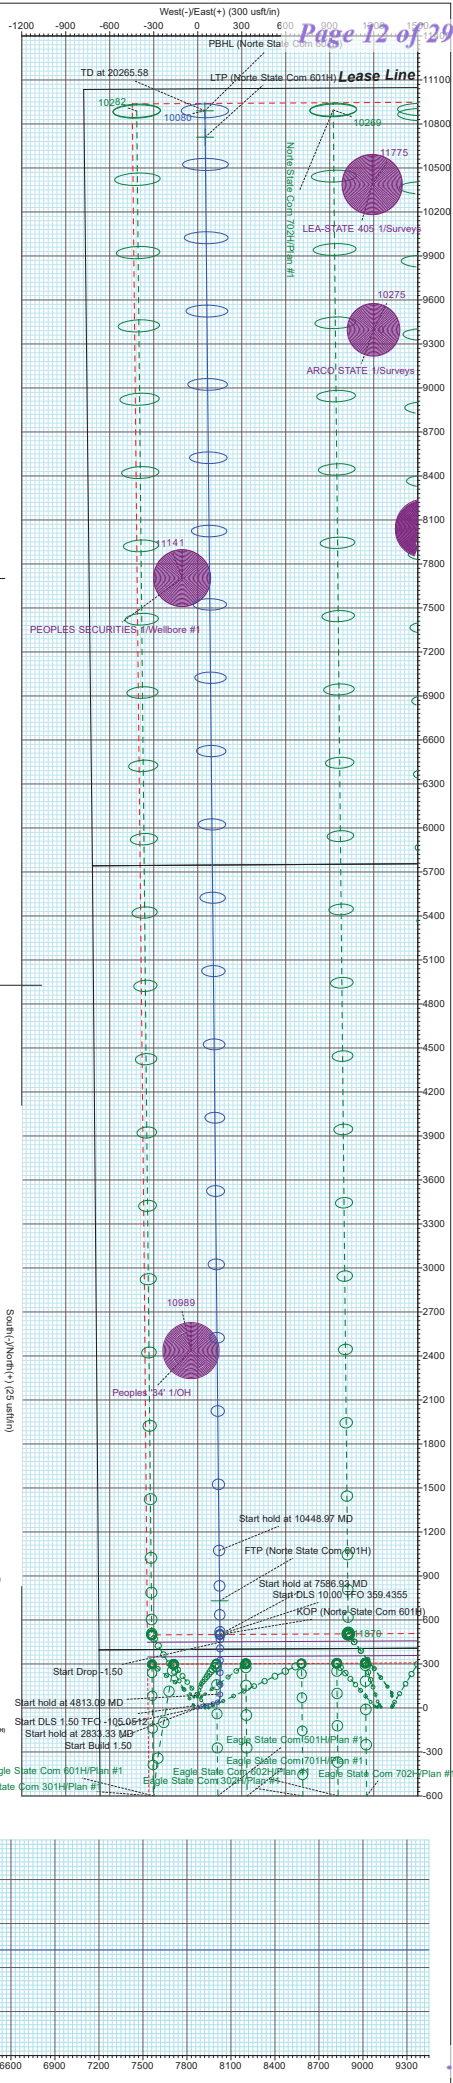 West(-)/East(+) (300 usft/in)
Page 12 of 29
-1200 -900 -600 -300 0 300 600 900 1200 1500
PBHL (Norte State Com 601H)
TD at 20265.58
LTP (Norte State Com 601H)
Lease Line
11100
10282
10080
10269
10800
11775
10500
Norte State Com 702H/Plan #1
10200
LEA-STATE 405 1/Surveys
9900
10275
9600
9300
ARCO STATE 1/Surveys
9000
8700
8400
8100
11141
7800
7500
PEOPLES SECURITIES 1/Wellbore #1
7200
6900
6600
6300
6000
5700
5400
5100
4800
4500
4200
3900
3600
3300
South(-)/North(+) (25 usft/in)
3000
2700
10989
2400
Peoples '34' 1/OH
2100
1800
1500
Start hold at 10448.97 MD
1200
FTP (Norte State Com 601H)
900
Start hold at 7586.93 MD
Start DLS 10.00 TFO 359.4355
KOP (Norte State Com 601H)
600
11870
Start Drop -1.50
300
Start hold at 4813.09 MD
0
Start DLS 1.50 TFO -105.0512
Start hold at 2833.33 MD
Start Build 1.50
Eagle State Com 501H/Plan #1
-300
Eagle State Com 701H/Plan #1
gle State Com 601H/Plan #1
Eagle State Com 602H/Plan #1
Eagle State Com 702H/Plan #1
tate Com 301H/Plan #1
Eagle State Com 302H/Plan #1
-600
6600 6900 7200 7500 7800 8100 8400 8700 9000 9300